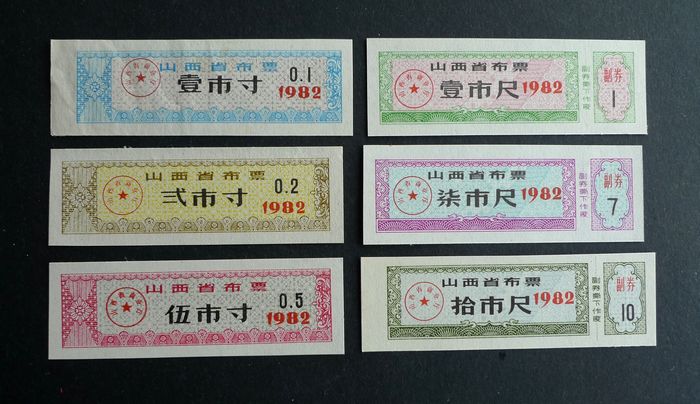 山西省布票
壹市寸
0.1
1982
山西省布票
壹市尺
1982
副券
1
副券撕下作废
山西省布票
弍市寸
0.2
1982
山西省布票
柒市尺
1982
副券
7
副券撕下作废
山西省布票
伍市寸
0.5
1982
山西省布票
拾市尺
1982
副券
10
副券撕下作废